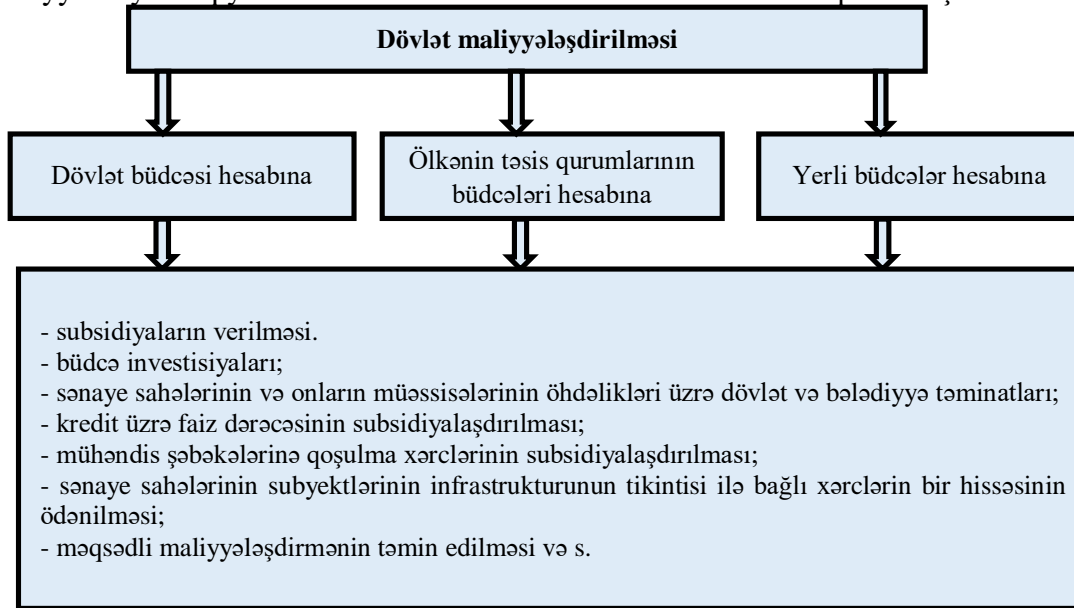 Dövlət maliyyələşdirilməsi
Dövlət büdcəsi hesabına
Ölkənin təsis qurumlarının
büdcələri hesabına
Yerli büdcələr hesabına
- subsidiyaların verilməsi.
- büdcə investisiyaları;
- sənaye sahələrinin və onların müəssisələrinin öhdəlikləri üzrə dövlət və bələdiyyə təminatları;
- kredit üzrə faiz dərəcəsinin subsidiyalaşdırılması;
- mühəndis şəbəkələrinə qoşulma xərclərinin subsidiyalaşdırılması;
- sənaye sahələrinin subyektlərinin infrastrukturunun tikintisi ilə bağlı xərclərin bir hissəsinin
ödənilməsi;
- məqsədli maliyyələşdirmənin təmin edilməsi və s.